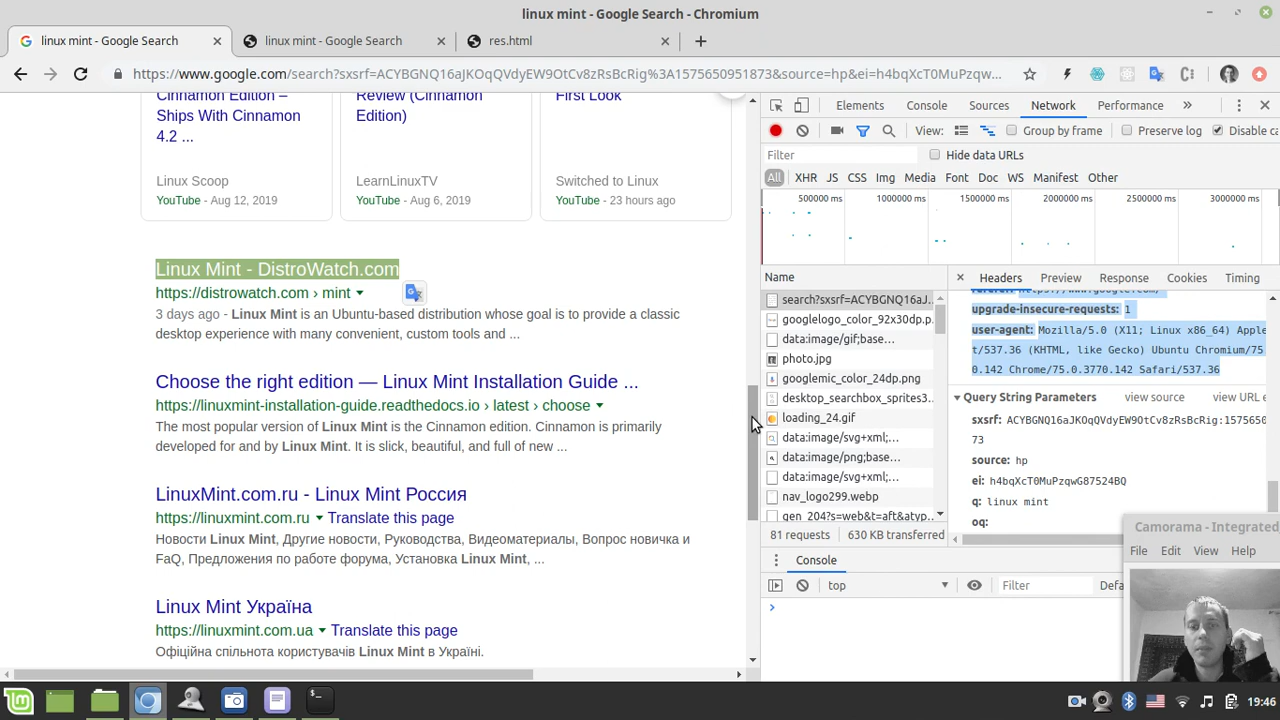 linux mint - Google Search - Chromium
linux mint - Google Search
linux mint - Google Search
res.html
https://www.google.com/search?sxsrf=ACYBGNQ16aJKOqQVdyEW9OtCv8zRsBcRig%3A1575650951873&source=hp&ei=h4bqXcT0MuPzqw...
Cinnamon Edition –
Ships With Cinnamon
4.2 ...
Linux Scoop
YouTube - Aug 12, 2019
Review (Cinnamon
Edition)
LearnLinuxTV
YouTube - Aug 6, 2019
First Look
Switched to Linux
YouTube - 23 hours ago
Linux Mint - DistroWatch.com
https://distrowatch.com › mint
3 days ago - Linux Mint is an Ubuntu-based distribution whose goal is to provide a classic
desktop experience with many convenient, custom tools and ...
Choose the right edition — Linux Mint Installation Guide ...
https://linuxmint-installation-guide.readthedocs.io › latest › choose
The most popular version of Linux Mint is the Cinnamon edition. Cinnamon is primarily
developed for and by Linux Mint. It is slick, beautiful, and full of new ...
LinuxMint.com.ru - Linux Mint Россия
https://linuxmint.com.ru Translate this page
Новости Linux Mint, Другие новости, Руководства, Видеоматериалы, Вопрос новичка и
FaQ, Предложения по работе форума, Установка Linux Mint, ...
Linux Mint Україна
https://linuxmint.com.ua Translate this page
Офіційна спільнота користувачів Linux Mint в Україні.
Elements Console Sources Network Performance »
View: Group by frame Preserve log Disable ca
Filter Hide data URLs
All XHR JS CSS Img Media Font Doc WS Manifest Other
500000 ms 1000000 ms 1500000 ms 2000000 ms 2500000 ms 3000000 ms
Name
search?sxsrf=ACYBGNQ16aJ..
googlelogo_color_92x30dp.p.
data:image/gif;base...
photo.jpg
googlemic_color_24dp.png
desktop_searchbox_sprites3..
loading_24.gif
data:image/svg+xml;...
data:image/png;base...
data:image/svg+xml;...
nav_logo299.webp
gen_204?s=web&t=aft&atyp..
81 requests 630 KB transferred
Headers Preview Response Cookies Timing
upgrade-insecure-requests: 1
user-agent: Mozilla/5.0 (X11; Linux x86_64) Apple
t/537.36 (KHTML, like Gecko) Ubuntu Chromium/75
0.142 Chrome/75.0.3770.142 Safari/537.36
Query String Parameters view source view URL e
sxsrf: ACYBGNQ16aJKOqQVdyEW9OtCv8zRsBcRig:1575650
73
source: hp
ei: h4bqXcT0MuPzqwG87524BQ
q: linux mint
oq:
Console
top Filter Defa
Camorama - Integrated
File Edit View Help
19:46